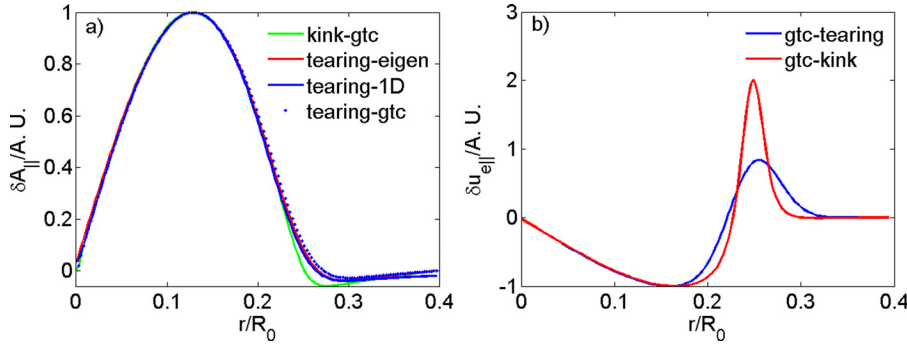 a)
kink-gtc
tearing-eigen
tearing-1D
tearing-gtc
δA||/A. U.
1
0.8
0.6
0.4
0.2
0
0 0.1 0.2 0.3 0.4
r/R0
b)
gtc-tearing
gtc-kink
δue||/A. U.
3
2
1
0
-1
0 0.1 0.2 0.3 0.4
r/R0